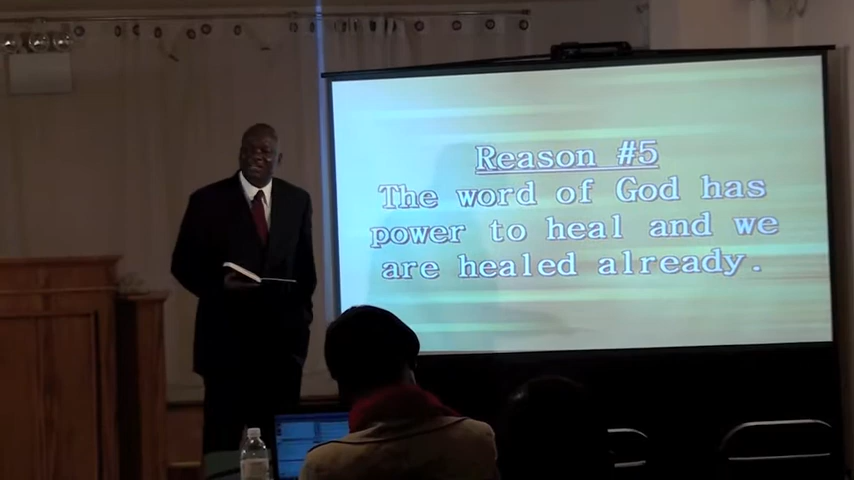 Reason #5
The word of God has
power to heal and we
are healed already.